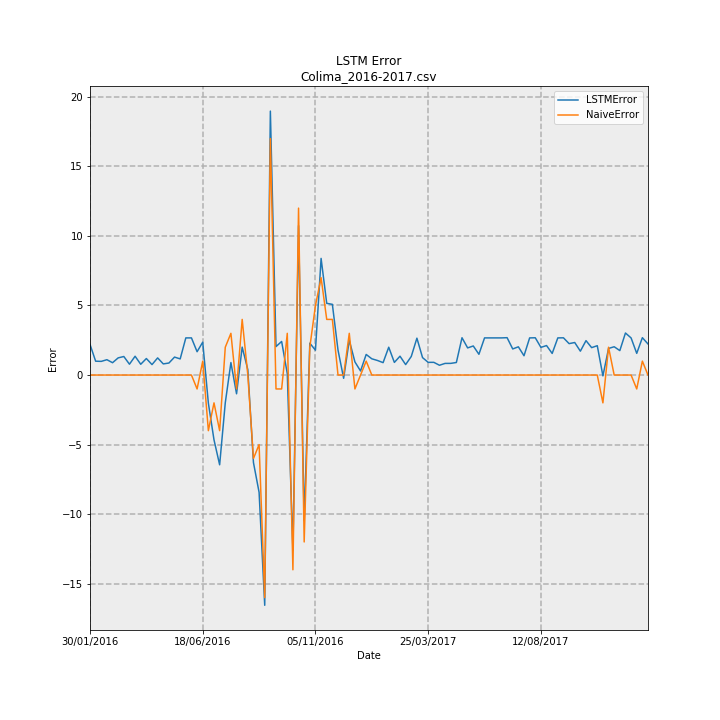 LSTM Error
Colima_2016-2017.csv
LSTMError
NaiveError
20
15
10
5
0
−5
−10
−15
Error
30/01/2016 18/06/2016 05/11/2016 25/03/2017 12/08/2017
Date